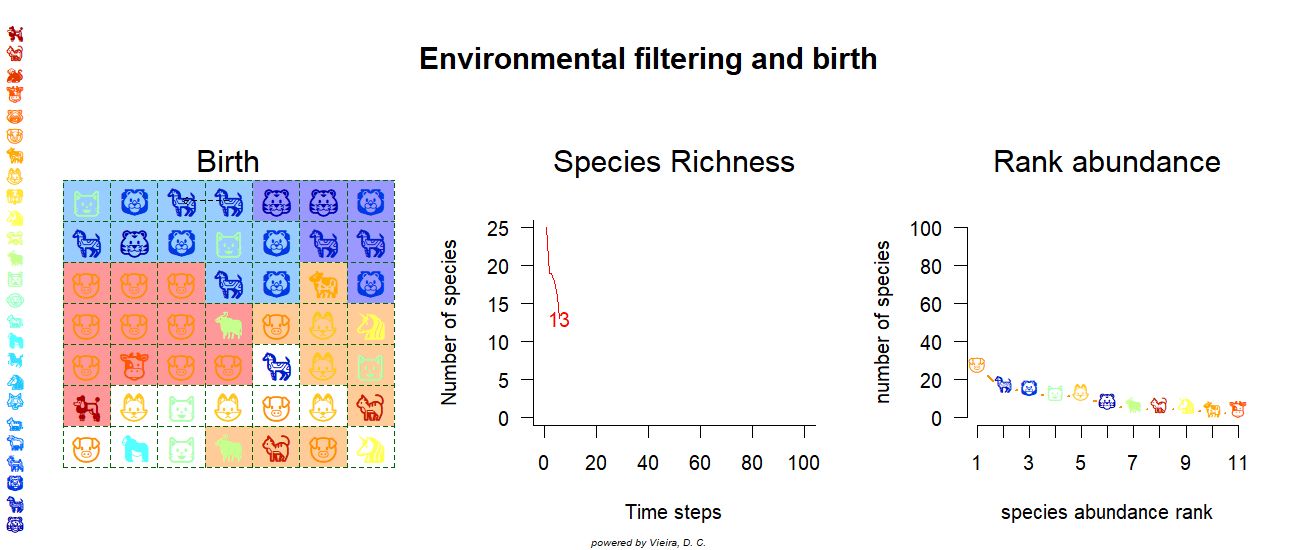 Environmental filtering and birth
Birth
Species Richness
Rank abundance
Number of species
25
20
15
10
5
0
13
0 20 40 60 80 100
Time steps
number of species
100
80
60
40
20
0
1 3 5 7 9 11
species abundance rank
powered by Vieira, D. C.